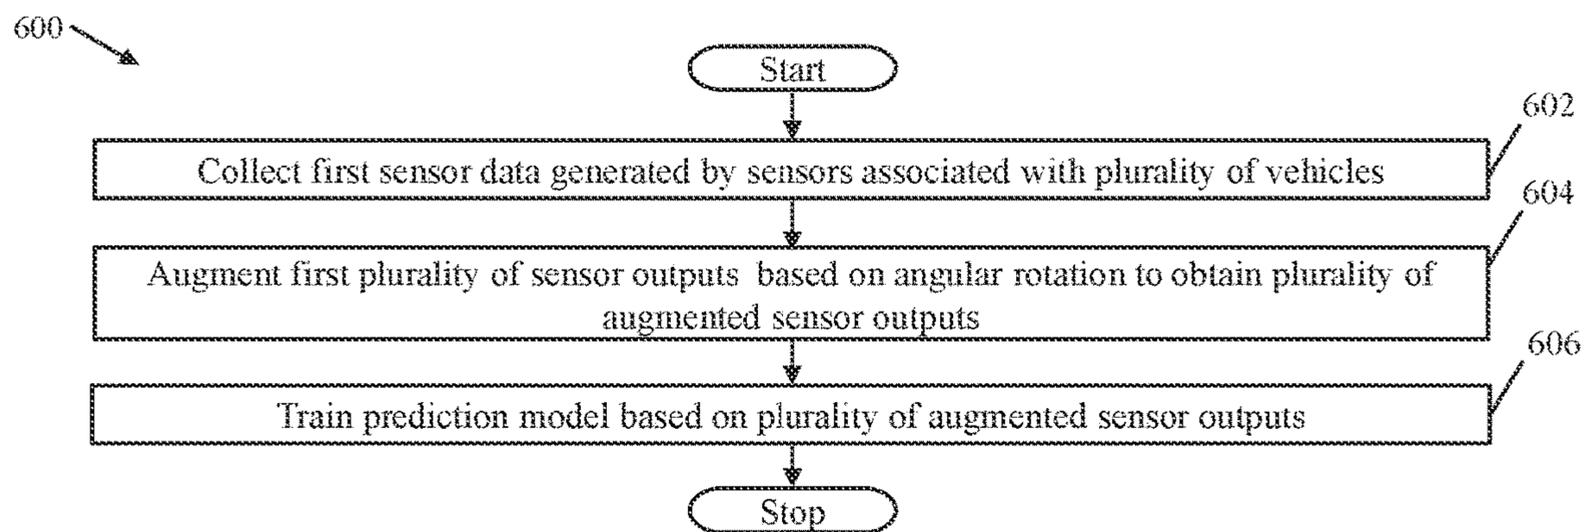 600
Start
602
Collect first sensor data generated by sensors associated with plurality of vehicles
604
Augment first plurality of sensor outputs based on angular rotation to obtain plurality of
augmented sensor outputs
606
Train prediction model based on plurality of augmented sensor outputs
Stop